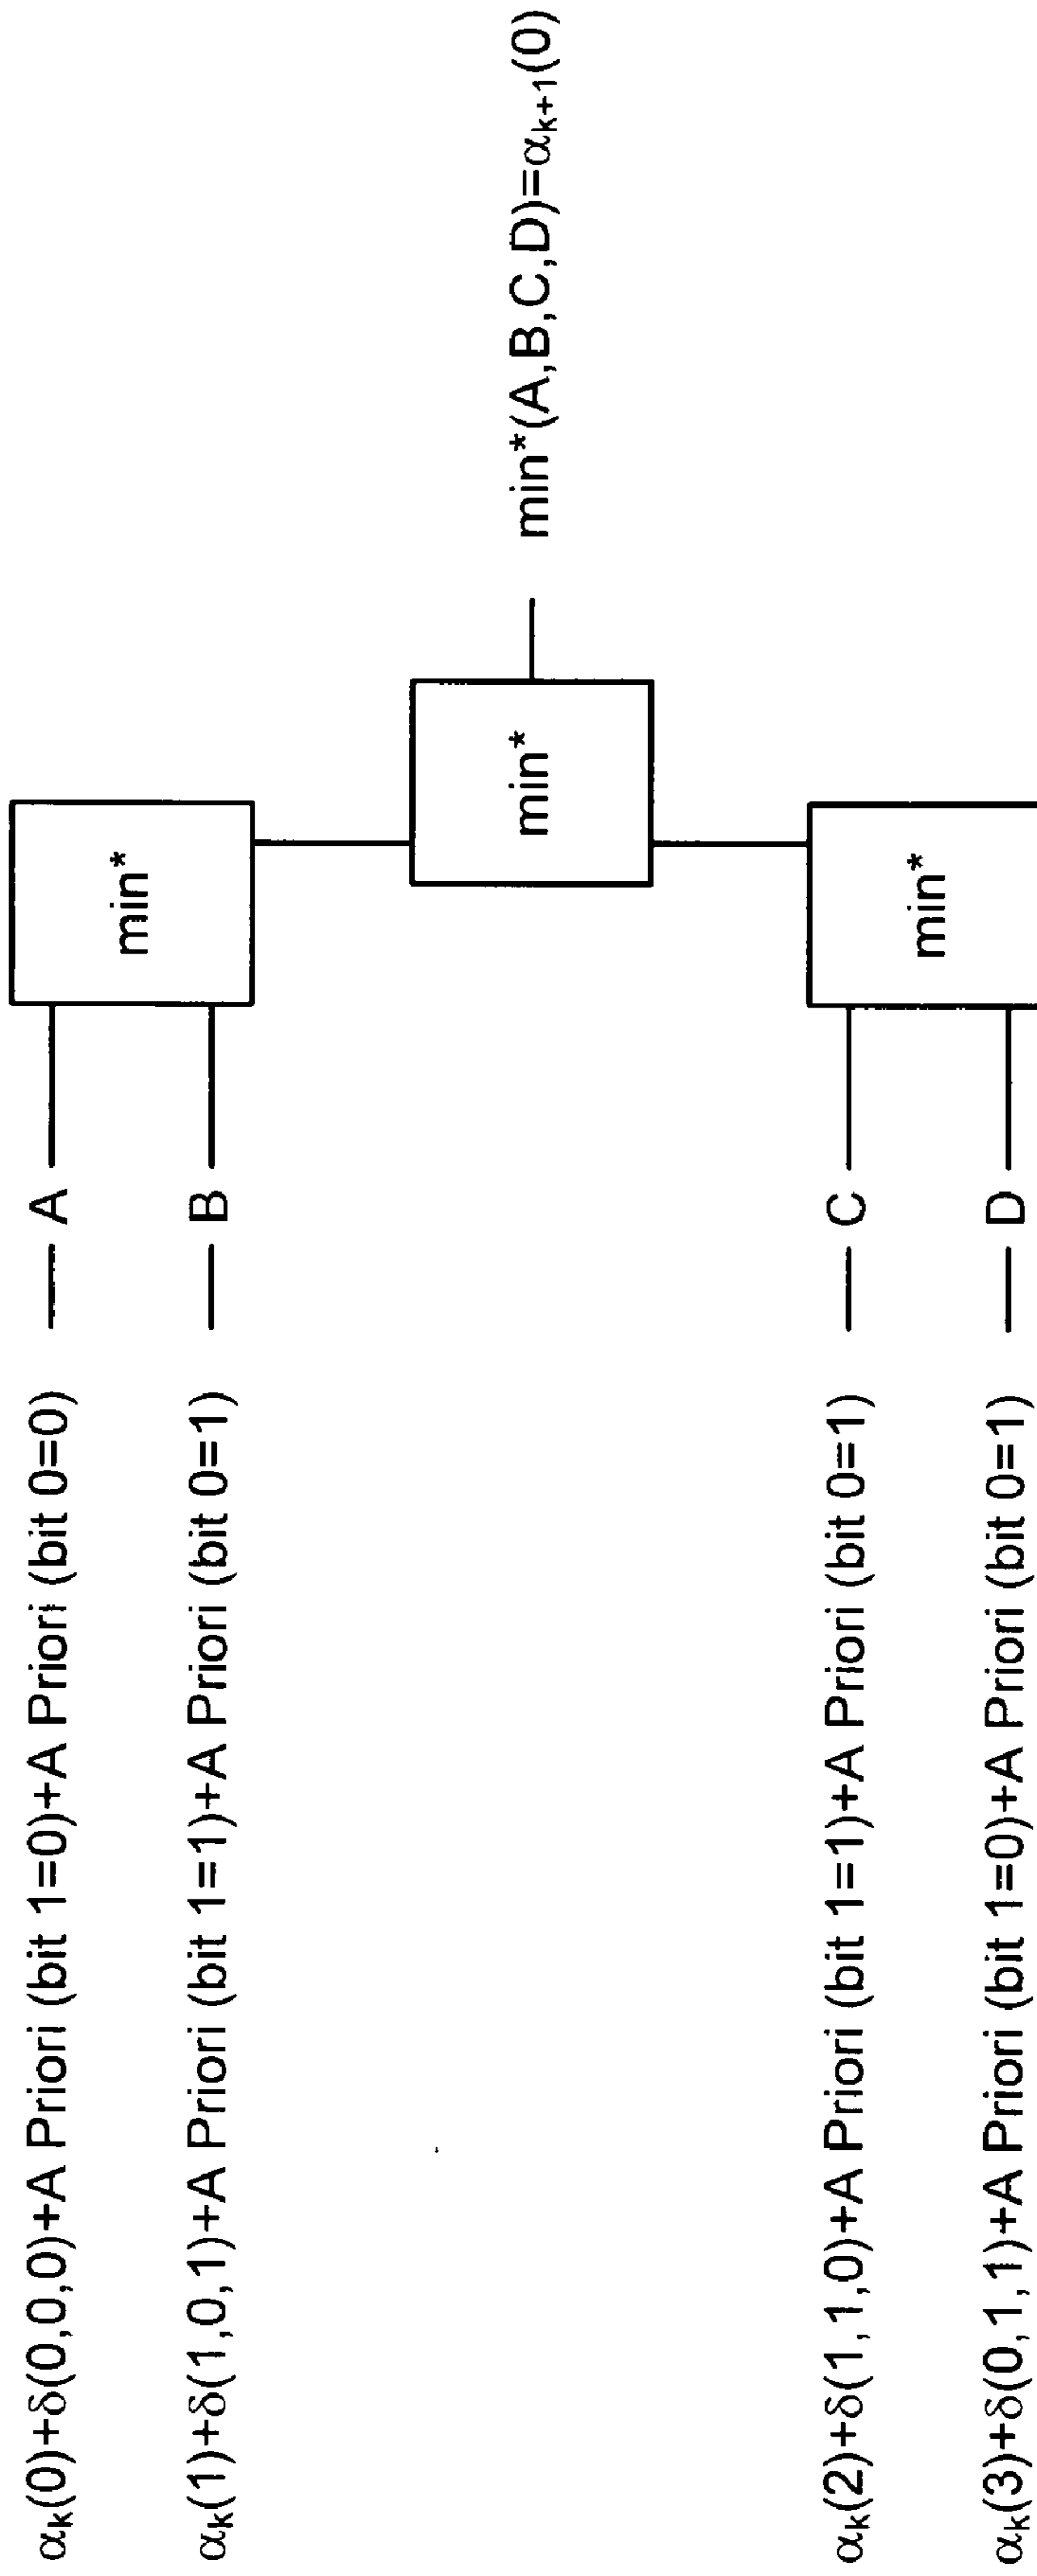 αk(0)+δ(0,0,0)+A Priori (bit 1=0)+A Priori (bit 0=0) — A
αk(1)+δ(1,0,1)+A Priori (bit 1=1)+A Priori (bit 0=1) — B
min*
min*
min*(A,B,C,D)=αk+1(0)
αk(2)+δ(1,1,0)+A Priori (bit 1=1)+A Priori (bit 0=1) — C
αk(3)+δ(0,1,1)+A Priori (bit 1=0)+A Priori (bit 0=1) — D
min*